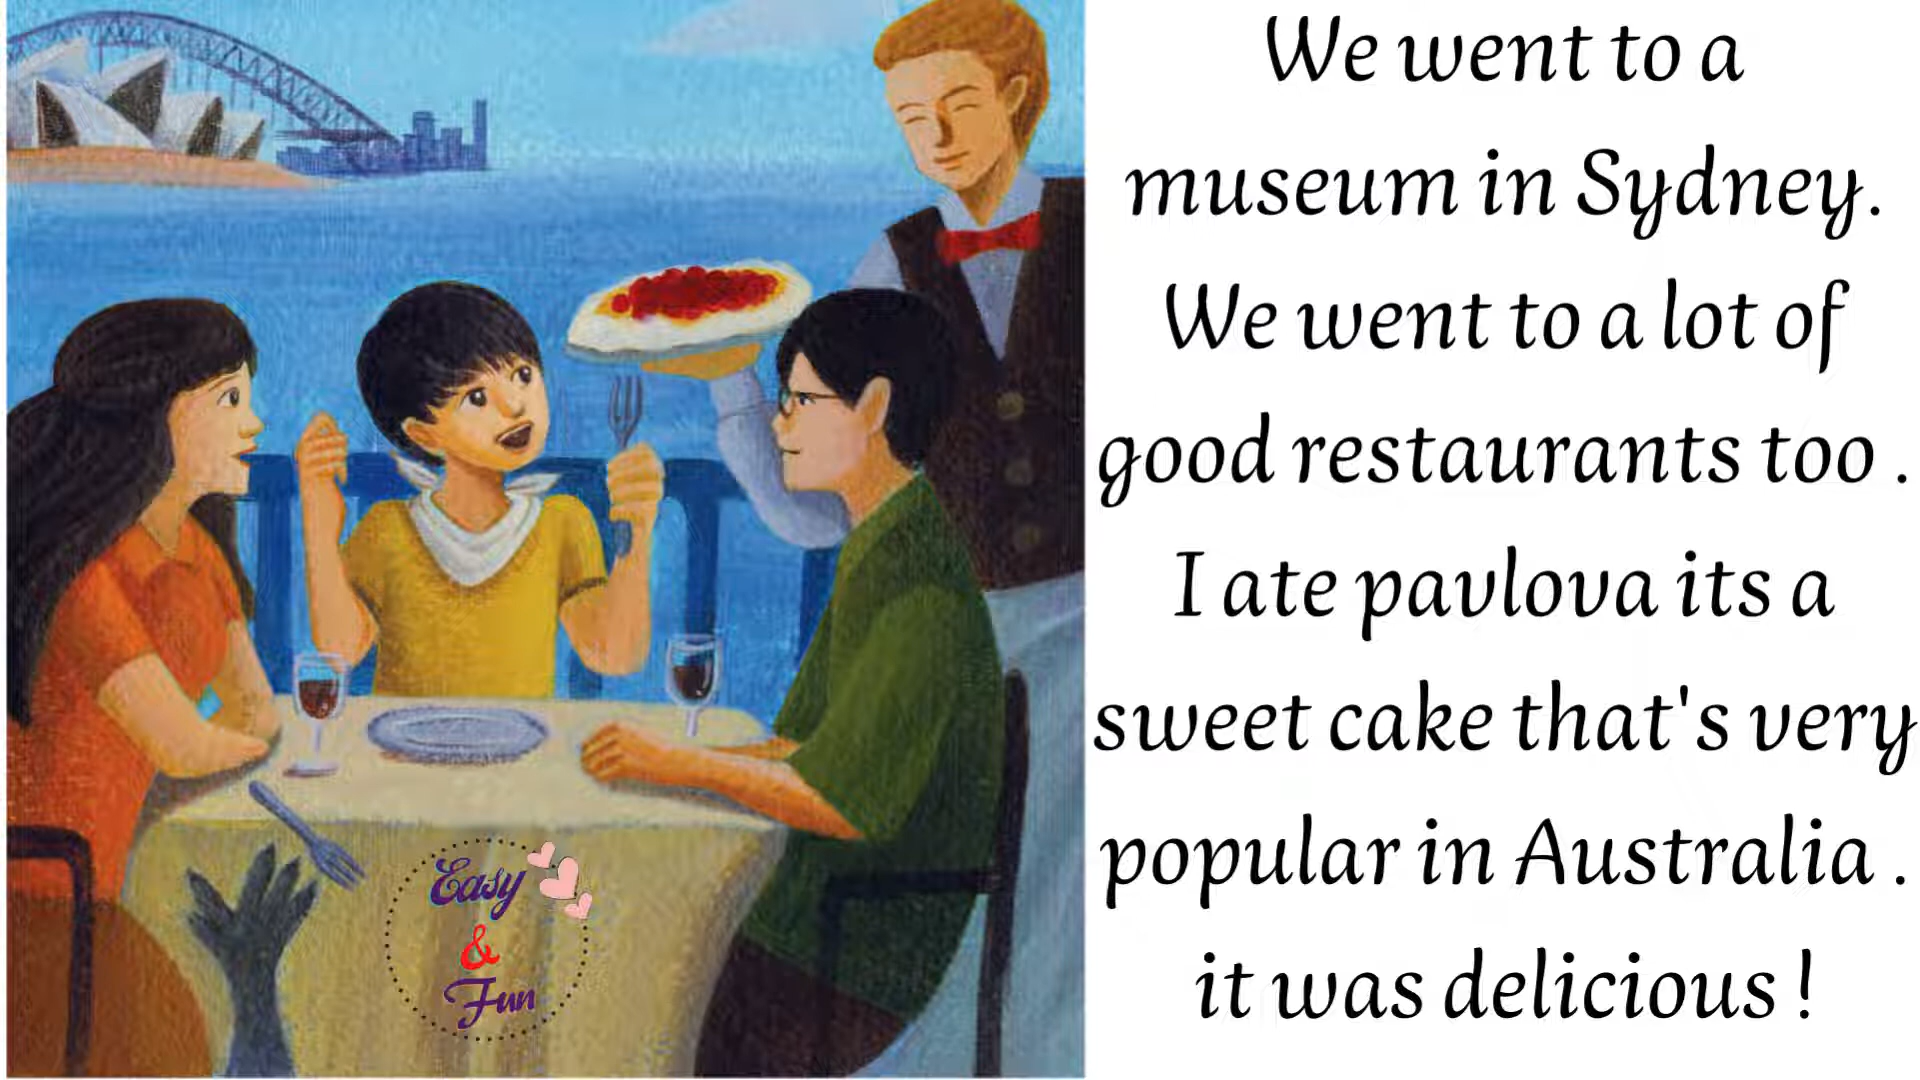 We went to a
museum in Sydney.
We went to a lot of
good restaurants too .
I ate pavlova its a
sweet cake that's very
popular in Australia .
it was delicious !
Easy
&
Fun